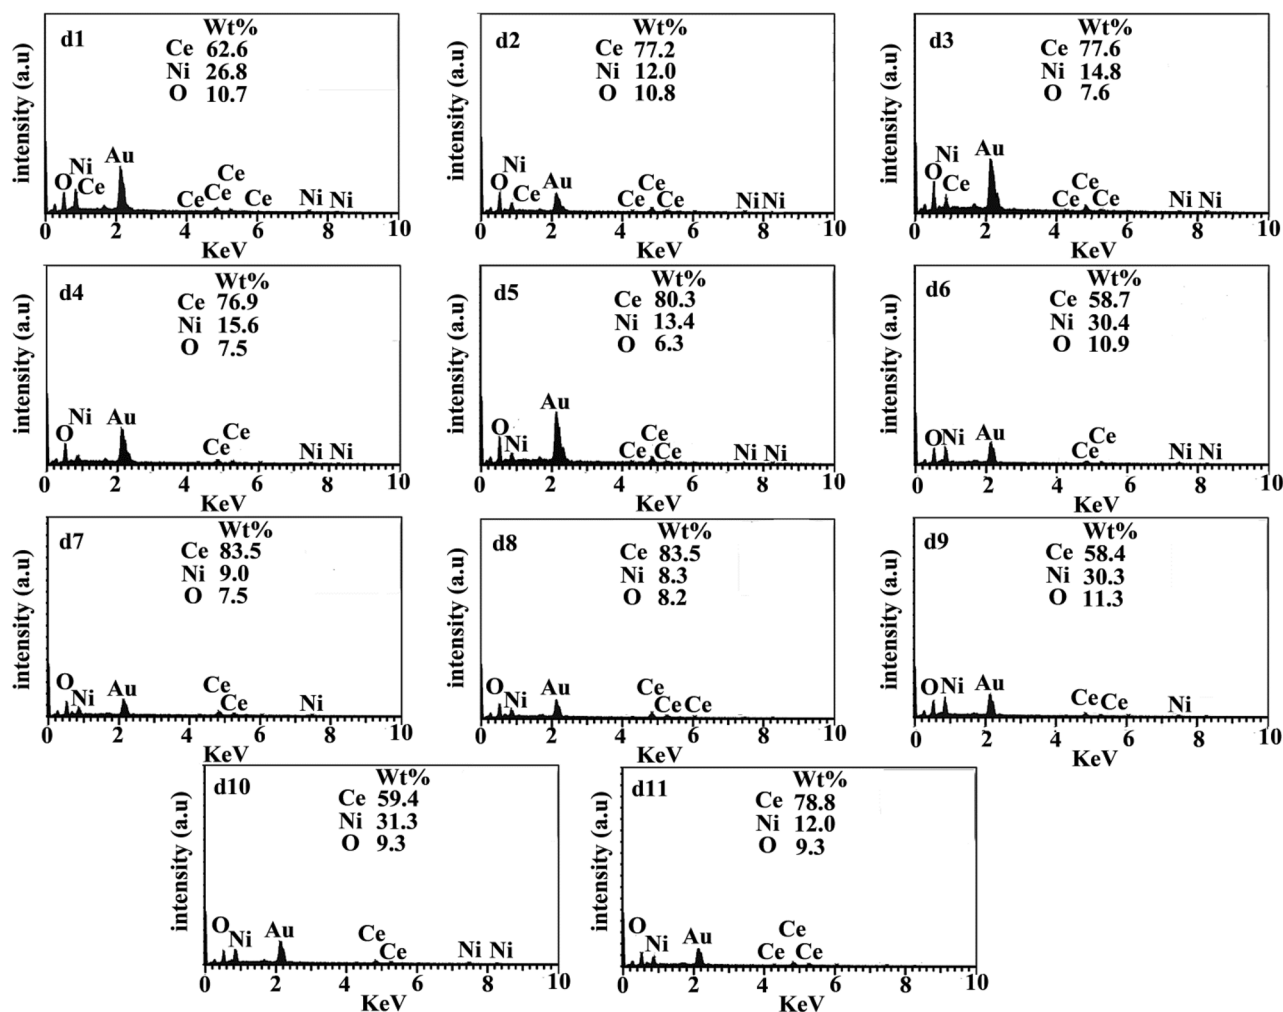 d1
Wt%
Ce 62.6
Ni 26.8
O 10.7
intensity (a.u)
O Ni Ce Au Ce Ce Ce Ce Ni Ni
0 2 4 6 8 10
KeV
d2
Wt%
Ce 77.2
Ni 12.0
O 10.8
intensity (a.u)
O Ni Ce Au Ce Ce Ce Ni Ni
0 2 4 6 8 10
KeV
d3
Wt%
Ce 77.6
Ni 14.8
O 7.6
intensity (a.u)
O Ni Ce Au Ce Ce Ce Ni Ni
0 2 4 6 8 10
KeV
d4
Wt%
Ce 76.9
Ni 15.6
O 7.5
intensity (a.u)
O Ni Au Ce Ce Ni Ni
0 2 4 6 8 10
KeV
d5
Wt%
Ce 80.3
Ni 13.4
O 6.3
intensity (a.u)
O Ni Au Ce Ce Ce Ni Ni
0 2 4 6 8 10
KeV
d6
Wt%
Ce 58.7
Ni 30.4
O 10.9
intensity (a.u)
O Ni Au Ce Ce Ni Ni
0 2 4 6 8 10
KeV
d7
Wt%
Ce 83.5
Ni 9.0
O 7.5
intensity (a.u)
O Ni Au Ce Ce Ni
0 2 4 6 8 10
KeV
d8
Wt%
Ce 83.5
Ni 8.3
O 8.2
intensity (a.u)
O Ni Au Ce Ce Ce
0 2 4 6 8 10
KeV
d9
Wt%
Ce 58.4
Ni 30.3
O 11.3
intensity (a.u)
O Ni Au Ce Ce Ni
0 2 4 6 8 10
KeV
d10
Wt%
Ce 59.4
Ni 31.3
O 9.3
intensity (a.u)
O Ni Au Ce Ce Ni Ni
0 2 4 6 8 10
KeV
d11
Wt%
Ce 78.8
Ni 12.0
O 9.3
intensity (a.u)
O Ni Au Ce Ce Ce
0 2 4 6 8 10
KeV